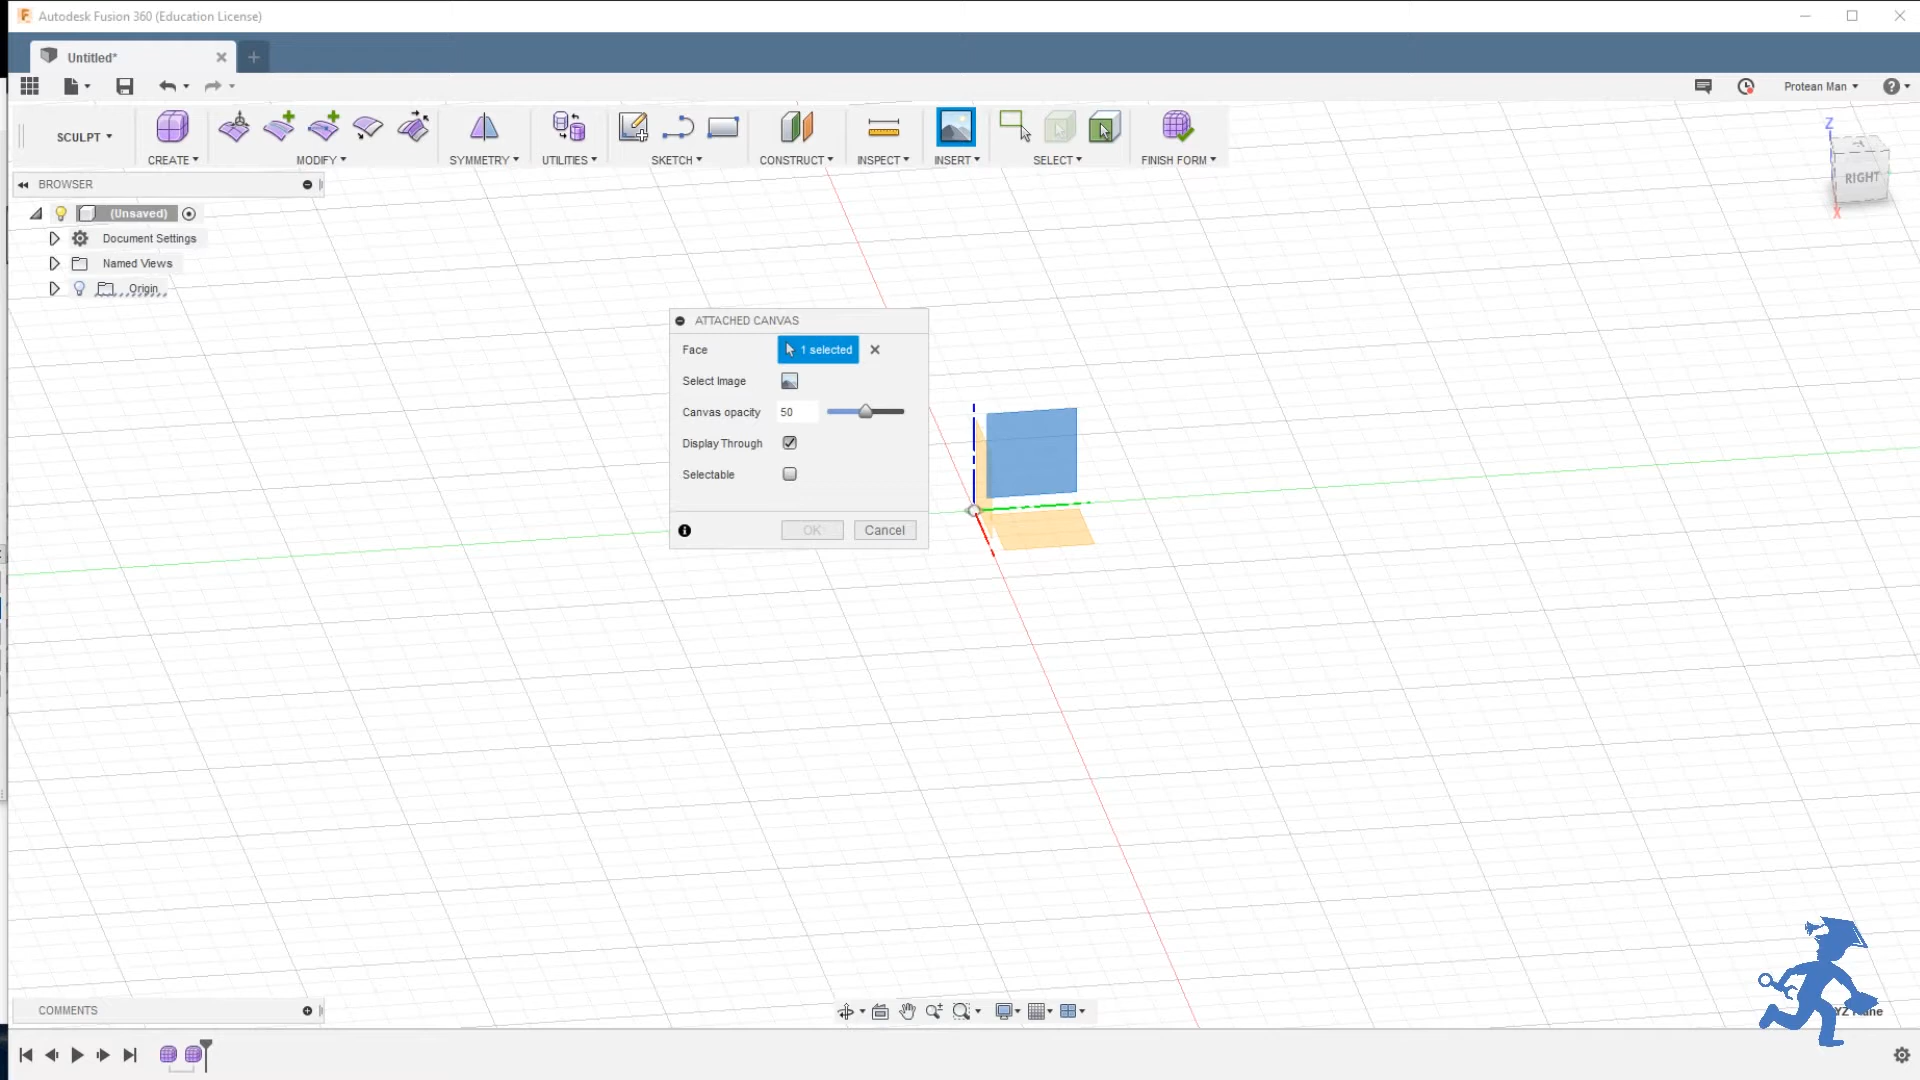 Autodesk Fusion 360 (Education License)
Untitled*
Protean Man
SCULPT
CREATE
MODIFY
SYMMETRY
UTILITIES
SKETCH
CONSTRUCT
INSPECT
INSERT
SELECT
FINISH FORM
BROWSER
(Unsaved)
Document Settings
Named Views
Origin
Z
RIGHT
X
ATTACHED CANVAS
Face 1 selected
Select Image
Canvas opacity 50
Display Through
Selectable
OK Cancel
COMMENTS